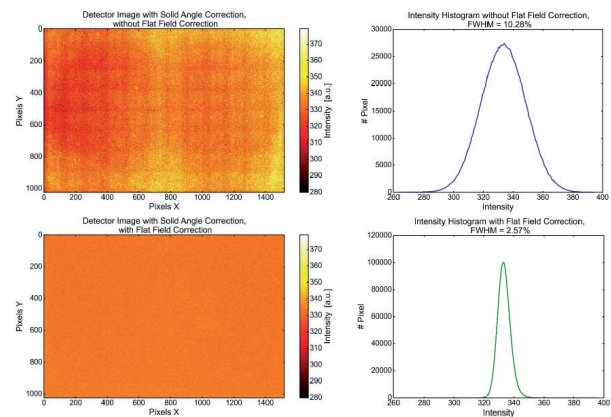 Detector Image with Solid Angle Correction,
without Flat Field Correction
0
200
400
600
800
1000
Pixels Y
0 200 400 600 800 1000 1200 1400
Pixels X
370
360
350
340
330
320
310
300
290
280
Intensity [a.u.]
Intensity Histogram without Flat Field Correction,
FWHM = 10.28%
30000
25000
20000
15000
10000
5000
0
# Pixel
260 280 300 320 340 360 380 400
Intensity
Detector Image with Solid Angle Correction,
with Flat Field Correction
0
200
400
600
800
1000
Pixels Y
0 200 400 600 800 1000 1200 1400
Pixels X
370
360
350
340
330
320
310
300
290
280
Intensity [a.u.]
Intensity Histogram with Flat Field Correction,
FWHM = 2.57%
120000
100000
80000
60000
40000
20000
0
# Pixel
260 280 300 320 340 360 380 400
Intensity